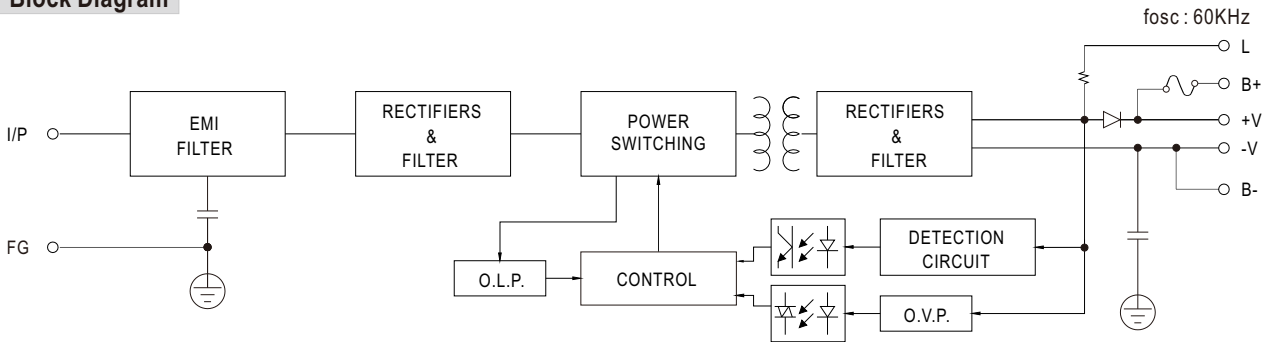 Block Diagram
fosc : 60KHz
L
B+
+V
-V
B-
I/P
EMI
FILTER
RECTIFIERS
&
FILTER
POWER
SWITCHING
RECTIFIERS
&
FILTER
FG
O.L.P.
CONTROL
DETECTION
CIRCUIT
O.V.P.